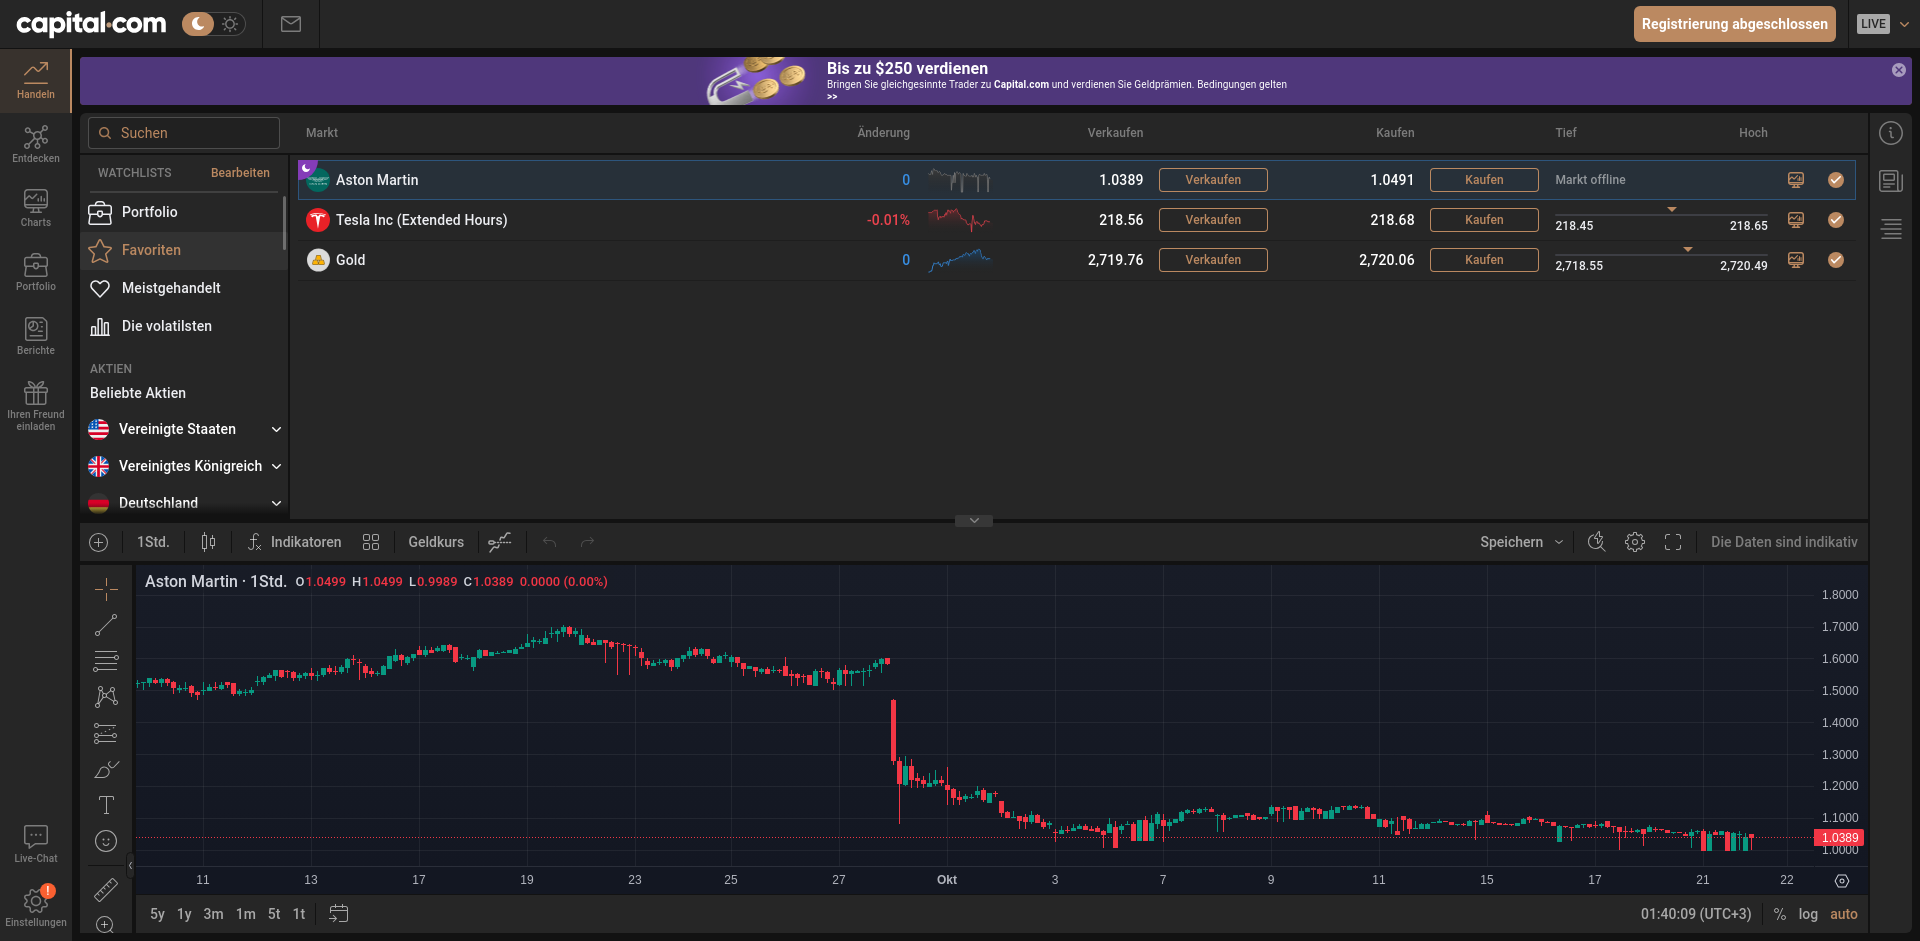 capital.com
Registrierung abgeschlossen
LIVE
Handeln
Entdecken
Charts
Portfolio
Berichte
Ihren Freund
einladen
Live-Chat
!
Einstellungen
Bis zu $250 verdienen
Bringen Sie gleichgesinnte Trader zu Capital.com und verdienen Sie Geldprämien. Bedingungen gelten
>>
Suchen
WATCHLISTS Bearbeiten
Portfolio
Favoriten
Meistgehandelt
Die volatilsten
AKTIEN
Beliebte Aktien
Vereinigte Staaten
Vereinigtes Königreich
Deutschland
Markt Änderung Verkaufen Kaufen Tief Hoch
Aston Martin 0 1.0389 Verkaufen 1.0491 Kaufen Markt offline
Tesla Inc (Extended Hours) -0.01% 218.56 Verkaufen 218.68 Kaufen 218.45 218.65
Gold 0 2,719.76 Verkaufen 2,720.06 Kaufen 2,718.55 2,720.49
1Std. Indikatoren Geldkurs Speichern Die Daten sind indikativ
Aston Martin · 1Std. O1.0499 H1.0499 L0.9989 C1.0389 0.0000 (0.00%)
1.8000
1.7000
1.6000
1.5000
1.4000
1.3000
1.2000
1.1000
1.0389
1.0000
11 13 17 19 23 25 27 Okt 3 7 9 11 15 17 21 22
5y 1y 3m 1m 5t 1t 01:40:09 (UTC+3) % log auto